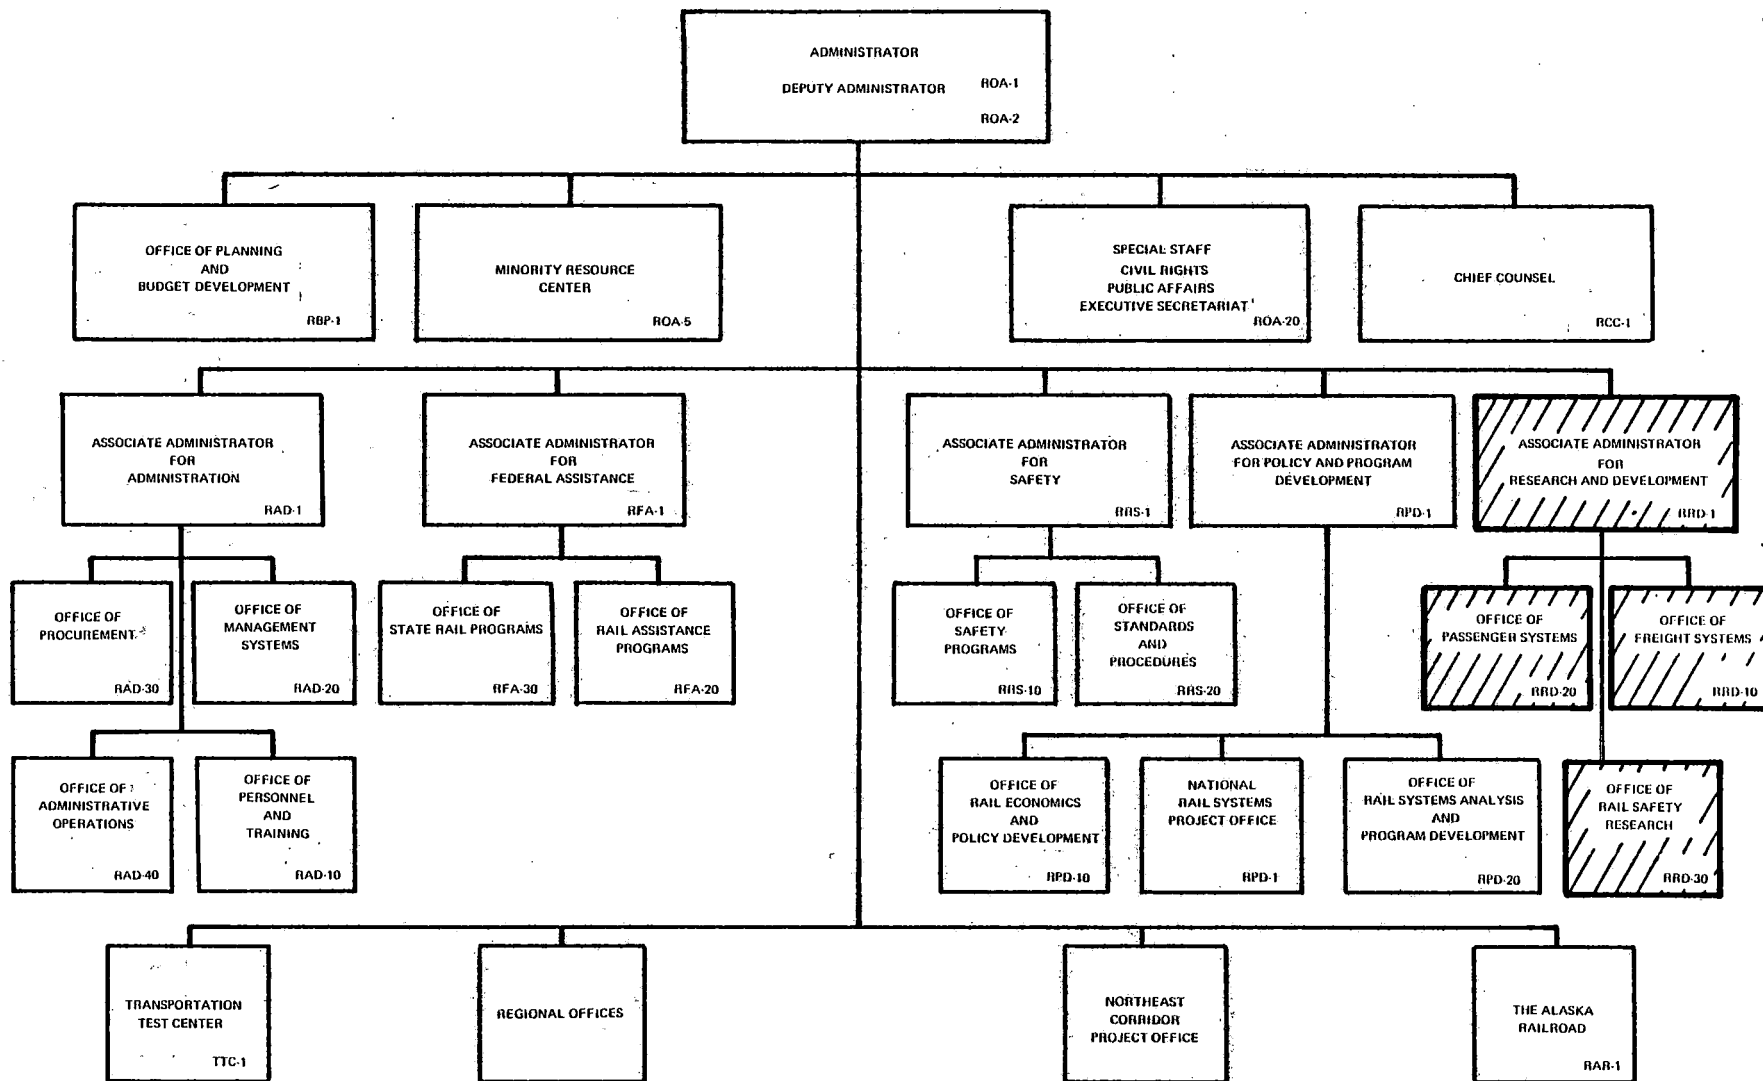 ADMINISTRATOR
DEPUTY ADMINISTRATOR ROA-1
ROA-2
OFFICE OF PLANNING
AND
BUDGET DEVELOPMENT
RBP-1
MINORITY RESOURCE
CENTER
ROA-5
SPECIAL STAFF
CIVIL RIGHTS
PUBLIC AFFAIRS
EXECUTIVE SECRETARIAT
ROA-20
CHIEF COUNSEL
RCC-1
ASSOCIATE ADMINISTRATOR
FOR
ADMINISTRATION
RAD-1
ASSOCIATE ADMINISTRATOR
FOR
FEDERAL ASSISTANCE
RFA-1
ASSOCIATE ADMINISTRATOR
FOR
SAFETY
RRS-1
ASSOCIATE ADMINISTRATOR
FOR POLICY AND PROGRAM
DEVELOPMENT
RPD-1
ASSOCIATE ADMINISTRATOR
FOR
RESEARCH AND DEVELOPMENT
RRD-1
OFFICE OF
PROCUREMENT
RAD-30
OFFICE OF
MANAGEMENT
SYSTEMS
RAD-20
OFFICE OF
STATE RAIL PROGRAMS
RFA-30
OFFICE OF
RAIL ASSISTANCE
PROGRAMS
RFA-20
OFFICE OF
SAFETY
PROGRAMS
RRS-10
OFFICE OF
STANDARDS
AND
PROCEDURES
RRS-20
OFFICE OF
PASSENGER SYSTEMS
RRD-20
OFFICE OF
FREIGHT SYSTEMS
RRD-10
OFFICE OF
ADMINISTRATIVE
OPERATIONS
RAD-40
OFFICE OF
PERSONNEL
AND
TRAINING
RAD-10
OFFICE OF
RAIL ECONOMICS
AND
POLICY DEVELOPMENT
RPD-10
NATIONAL
RAIL SYSTEMS
PROJECT OFFICE
RPD-1
OFFICE OF
RAIL SYSTEMS ANALYSIS
AND
PROGRAM DEVELOPMENT
RPD-20
OFFICE OF
RAIL SAFETY
RESEARCH
RRD-30
TRANSPORTATION
TEST CENTER
TTC-1
REGIONAL OFFICES
NORTHEAST
CORRIDOR
PROJECT OFFICE
THE ALASKA
RAILROAD
RAR-1